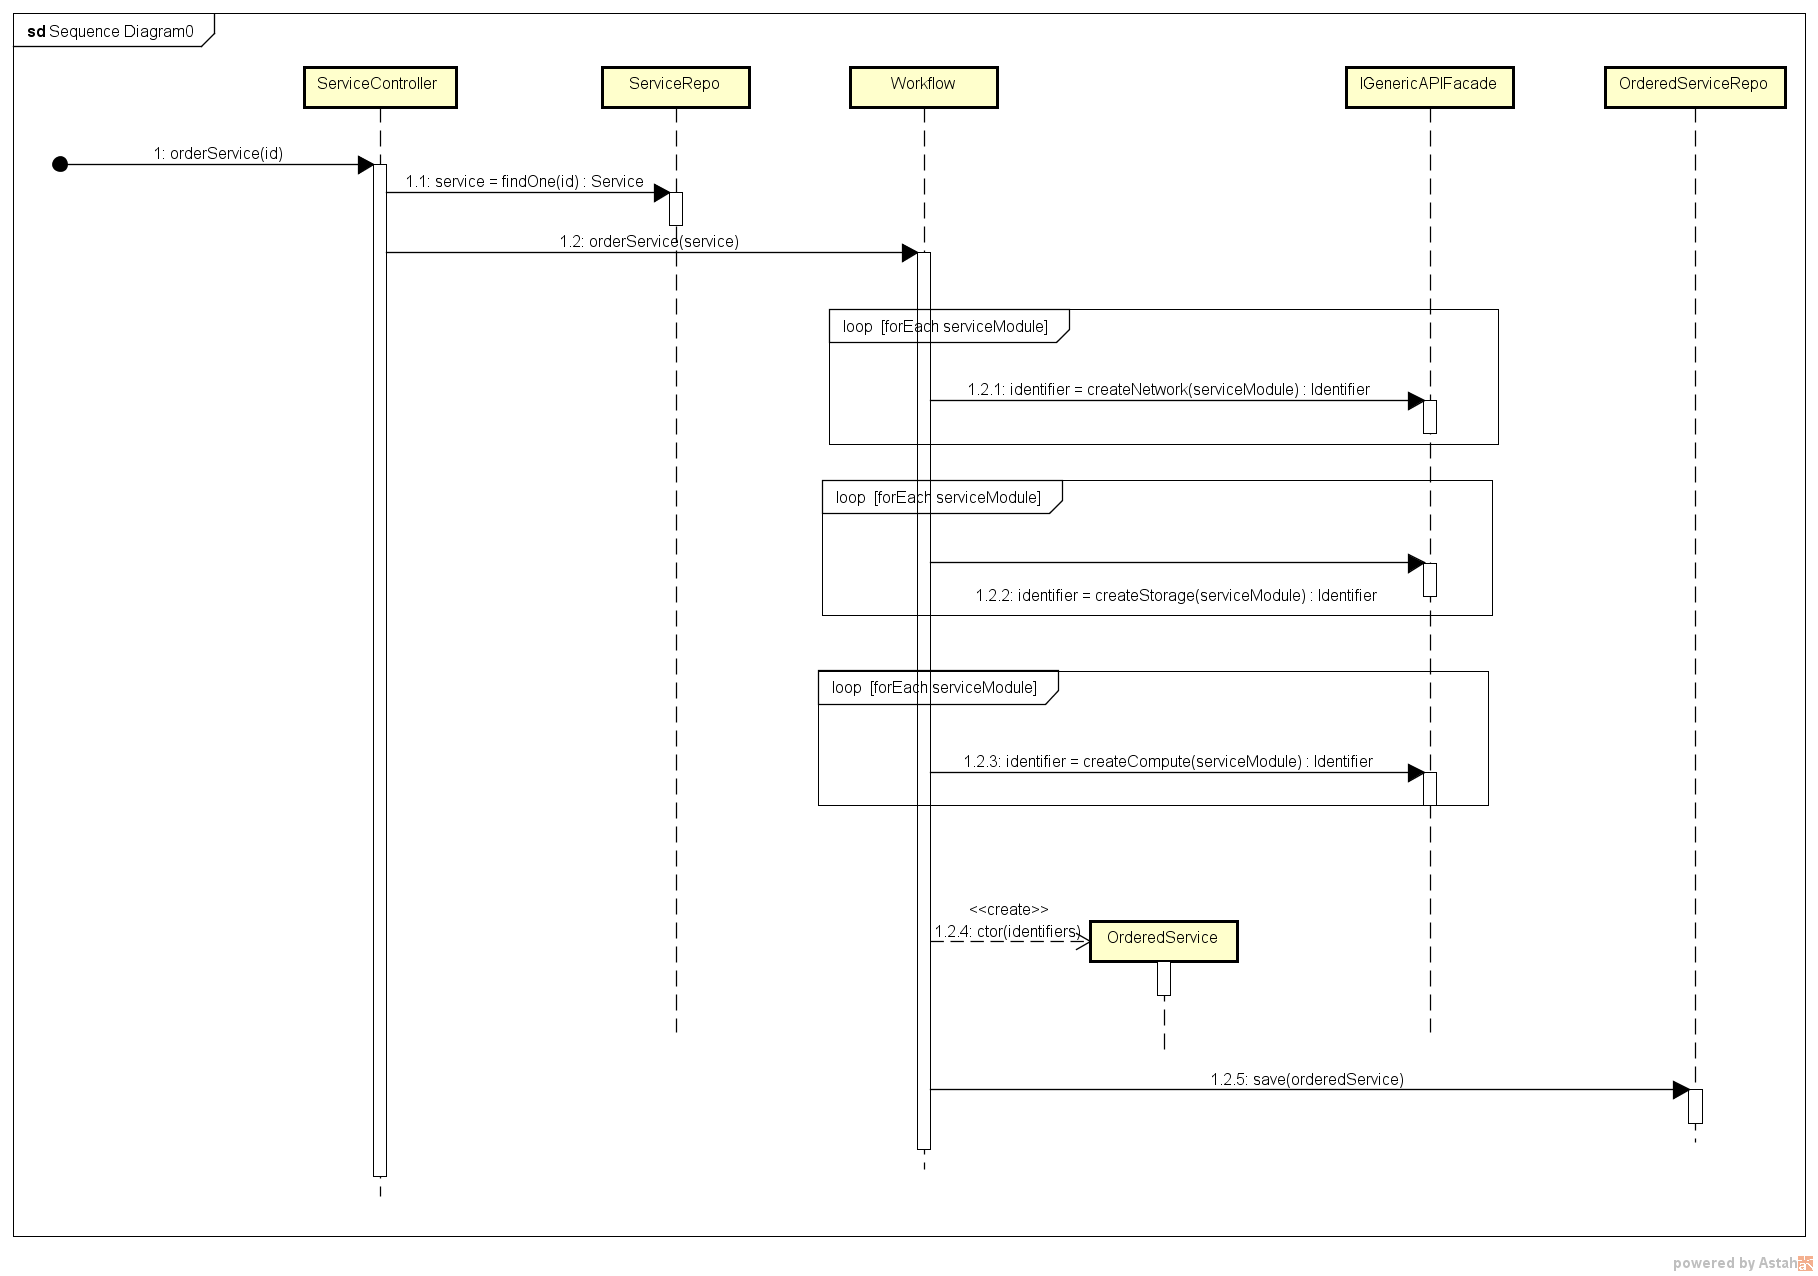 sd Sequence Diagram0
ServiceController
ServiceRepo
Workflow
IGenericAPIFacade
OrderedServiceRepo
1: orderService(id)
1.1: service = findOne(id) : Service
1.2: orderService(service)
loop [forEach serviceModule]
1.2.1: identifier = createNetwork(serviceModule) : Identifier
loop [forEach serviceModule]
1.2.2: identifier = createStorage(serviceModule) : Identifier
loop [forEach serviceModule]
1.2.3: identifier = createCompute(serviceModule) : Identifier
<<create>>
1.2.4: ctor(identifiers)
OrderedService
1.2.5: save(orderedService)
powered by Astah